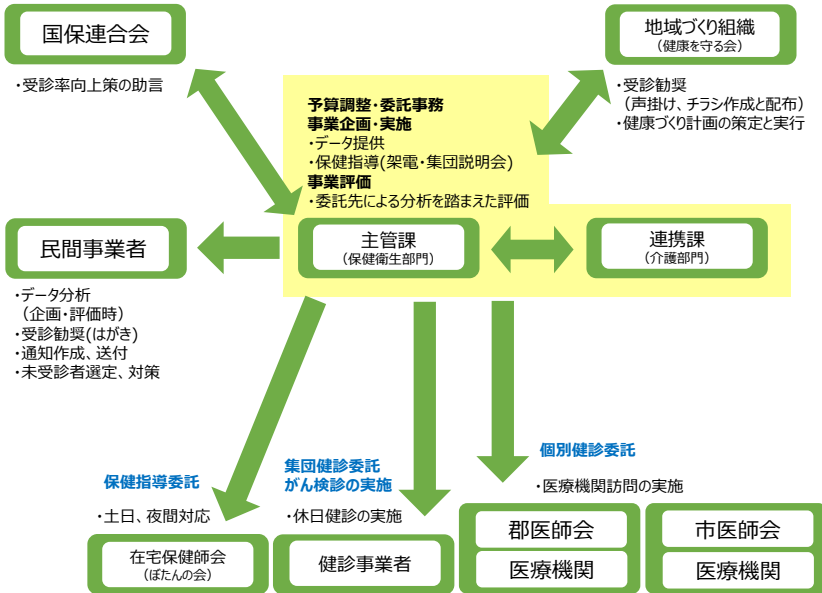 国保連合会
・受診率向上策の助言
地域づくり組織
(健康を守る会)
・受診勧奨
（声掛け、チラシ作成と配布）
・健康づくり計画の策定と実行
予算調整・委託事務
事業企画・実施
・データ提供
・保健指導(架電・集団説明会)
事業評価
・委託先による分析を踏まえた評価
民間事業者
主管課
(保健衛生部門)
連携課
(介護部門)
・データ分析
（企画・評価時）
・受診勧奨(はがき)
・通知作成、送付
・未受診者選定、対策
保健指導委託
・土日、夜間対応
集団健診委託
がん検診の実施
・休日健診の実施
個別健診委託
・医療機関訪問の実施
在宅保健師会
(ぼたんの会)
健診事業者
郡医師会
医療機関
市医師会
医療機関